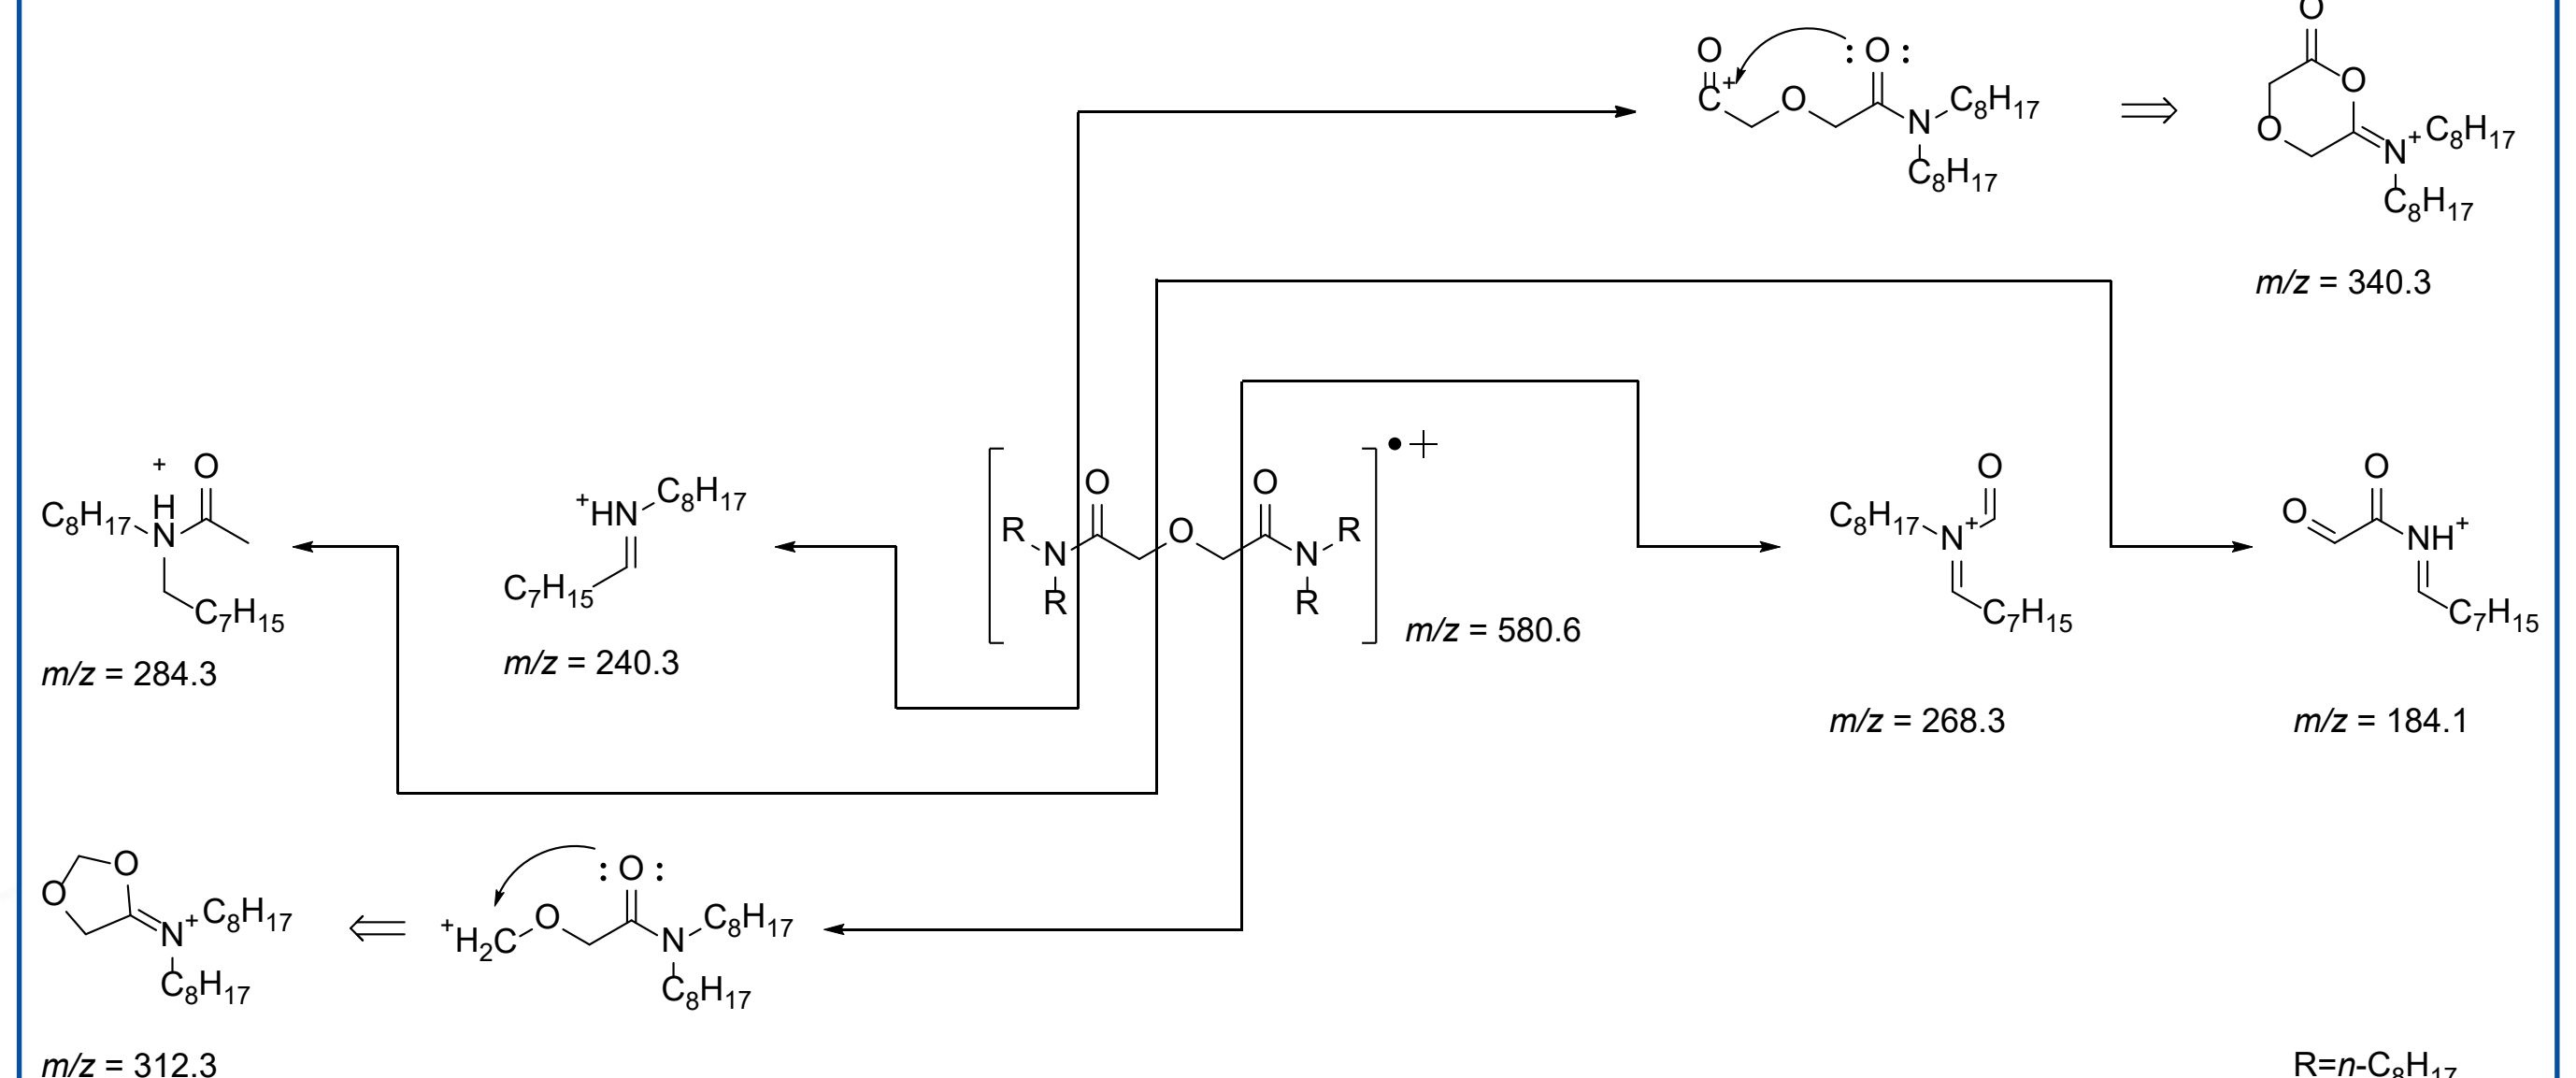 O
O
:O:
C+
O
N
C8H17
C8H17
O
O
O
N+
C8H17
C8H17
m/z = 340.3
•+
+
O
H
C8H17
N
C7H15
m/z = 284.3
+HN
C8H17
C7H15
m/z = 240.3
O
O
O
R
N
R
R
N
R
m/z = 580.6
O
C8H17
N+
C7H15
m/z = 268.3
O
O
NH+
C7H15
m/z = 184.1
O
O
N+
C8H17
C8H17
m/z = 312.3
:O:
+H2C
O
N
C8H17
C8H17
R=n-C8H17